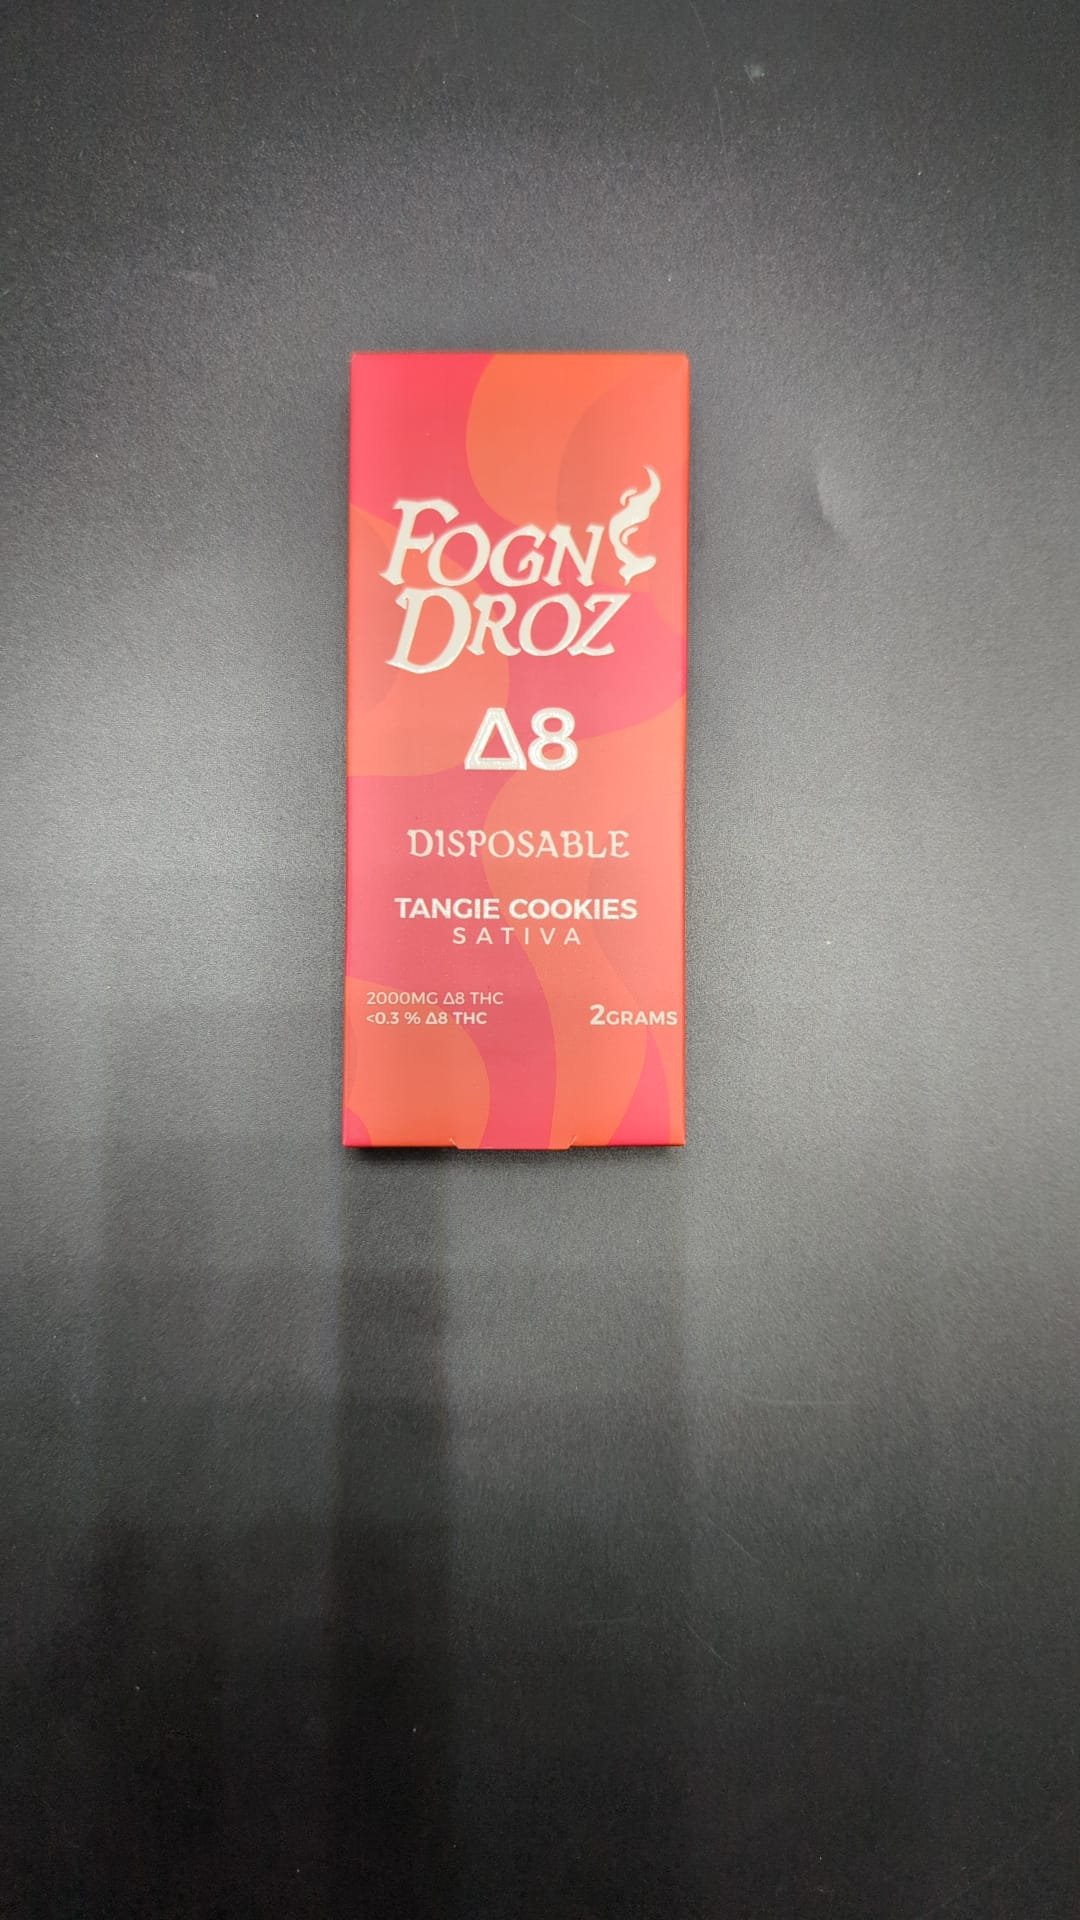 FOGN
DROZ
Δ8
DISPOSABLE
TANGIE COOKIES
SATIVA
2000MG Δ8 THC
<0.3 % Δ8 THC
2GRAMS